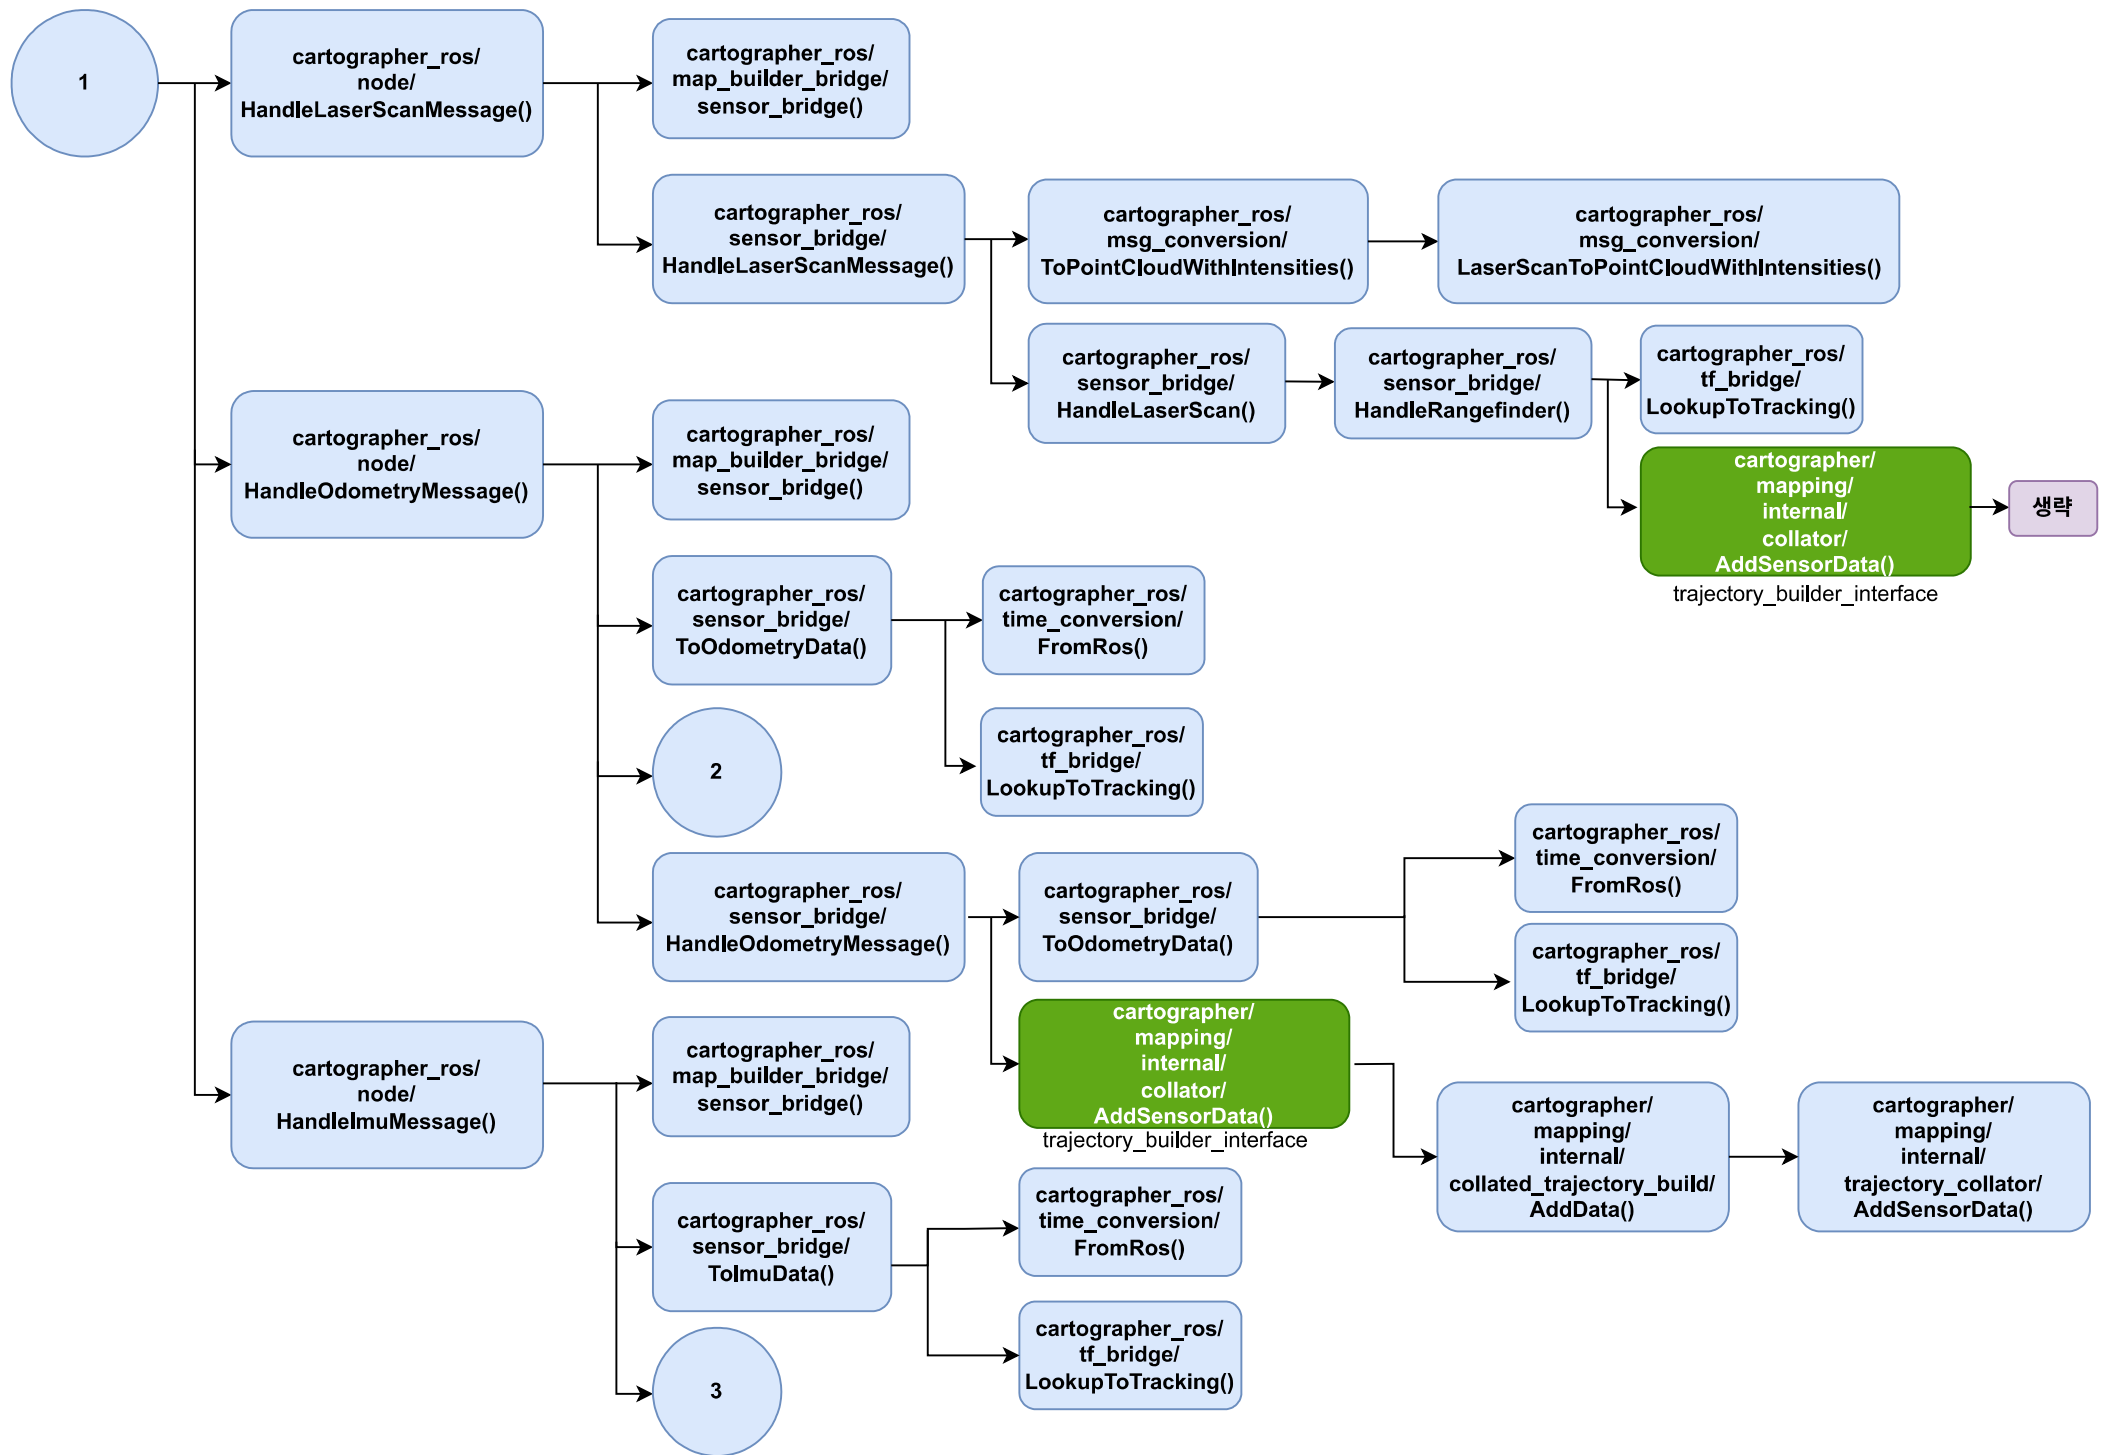 1
cartographer_ros/
node/
HandleLaserScanMessage()
cartographer_ros/
map_builder_bridge/
sensor_bridge()
cartographer_ros/
sensor_bridge/
HandleLaserScanMessage()
cartographer_ros/
msg_conversion/
ToPointCloudWithIntensities()
cartographer_ros/
msg_conversion/
LaserScanToPointCloudWithIntensities()
cartographer_ros/
sensor_bridge/
HandleLaserScan()
cartographer_ros/
sensor_bridge/
HandleRangefinder()
cartographer_ros/
tf_bridge/
LookupToTracking()
cartographer/
mapping/
internal/
collator/
AddSensorData()
trajectory_builder_interface
생략
cartographer_ros/
node/
HandleOdometryMessage()
cartographer_ros/
map_builder_bridge/
sensor_bridge()
cartographer_ros/
sensor_bridge/
ToOdometryData()
cartographer_ros/
time_conversion/
FromRos()
cartographer_ros/
tf_bridge/
LookupToTracking()
2
cartographer_ros/
sensor_bridge/
HandleOdometryMessage()
cartographer_ros/
sensor_bridge/
ToOdometryData()
cartographer_ros/
time_conversion/
FromRos()
cartographer_ros/
tf_bridge/
LookupToTracking()
cartographer/
mapping/
internal/
collator/
AddSensorData()
trajectory_builder_interface
cartographer/
mapping/
internal/
collated_trajectory_build/
AddData()
cartographer/
mapping/
internal/
trajectory_collator/
AddSensorData()
cartographer_ros/
node/
HandleImuMessage()
cartographer_ros/
map_builder_bridge/
sensor_bridge()
cartographer_ros/
sensor_bridge/
ToImuData()
cartographer_ros/
time_conversion/
FromRos()
cartographer_ros/
tf_bridge/
LookupToTracking()
3